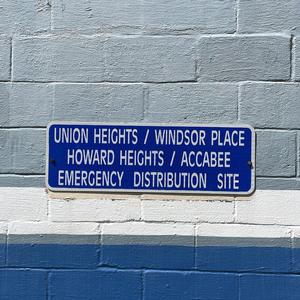 UNION HEIGHTS / WINDSOR PLACE
HOWARD HEIGHTS / ACCABEE
EMERGENCY DISTRIBUTION SITE